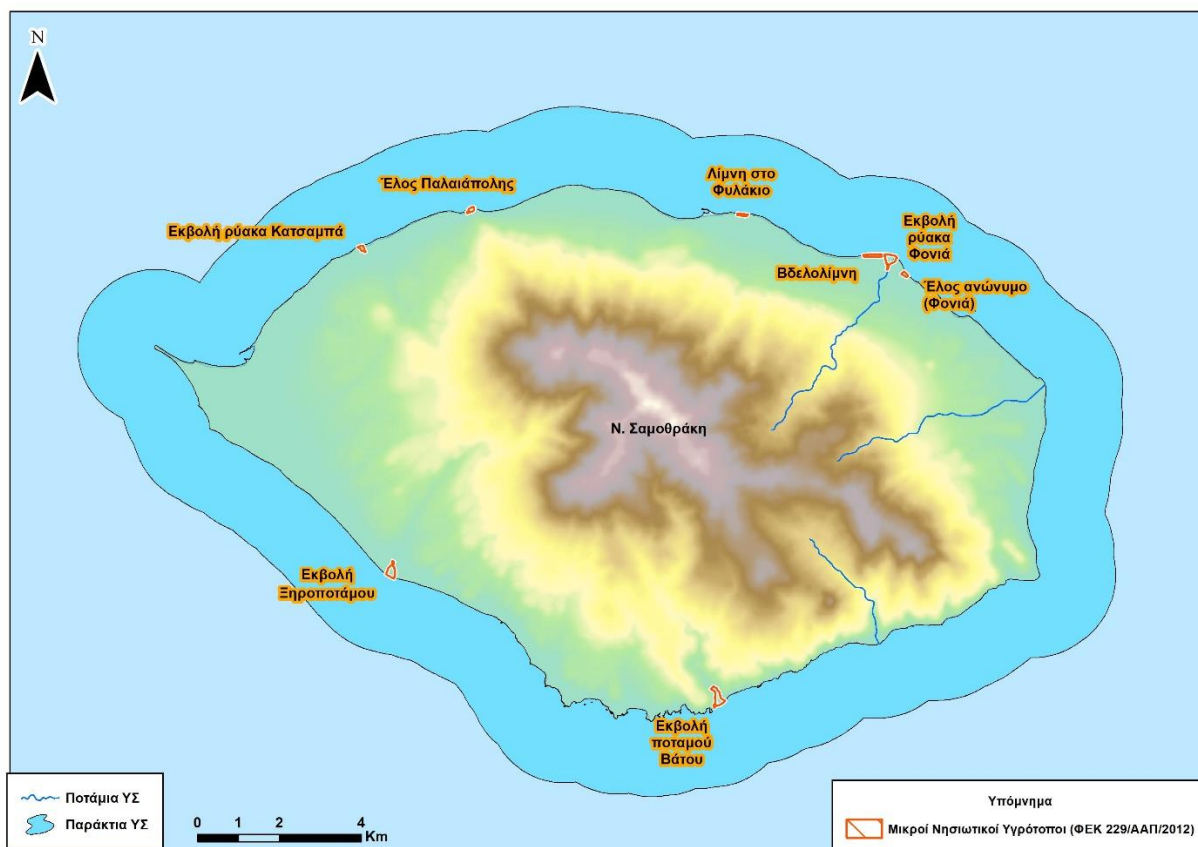 N
Λίμνη στο
Φυλάκιο
Έλος Παλαιάπολης
Εκβολή ρύακα Κατσαμπά
Εκβολή
ρύακα
Φονιά
Βδελολίμνη
Έλος ανώνυμο
(Φονιά)
Ν. Σαμοθράκη
Εκβολή
Ξηροποτάμου
Εκβολή
ποταμού
Βάτου
Ποτάμια ΥΣ
Παράκτια ΥΣ
0 1 2 4
Km
Υπόμνημα
Μικροί Νησιωτικοί Υγρότοποι (ΦΕΚ 229/ΑΑΠ/2012)